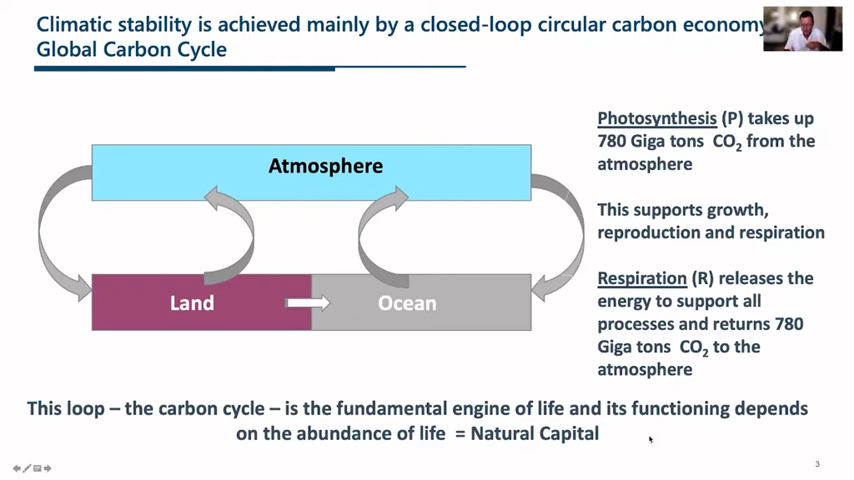 Climatic stability is achieved mainly by a closed-loop circular carbon economy
Global Carbon Cycle
Atmosphere
Land
Ocean
Photosynthesis (P) takes up
780 Giga tons CO₂ from the
atmosphere
This supports growth,
reproduction and respiration
Respiration (R) releases the
energy to support all
processes and returns 780
Giga tons CO₂ to the
atmosphere
This loop – the carbon cycle – is the fundamental engine of life and its functioning depends
on the abundance of life = Natural Capital
3